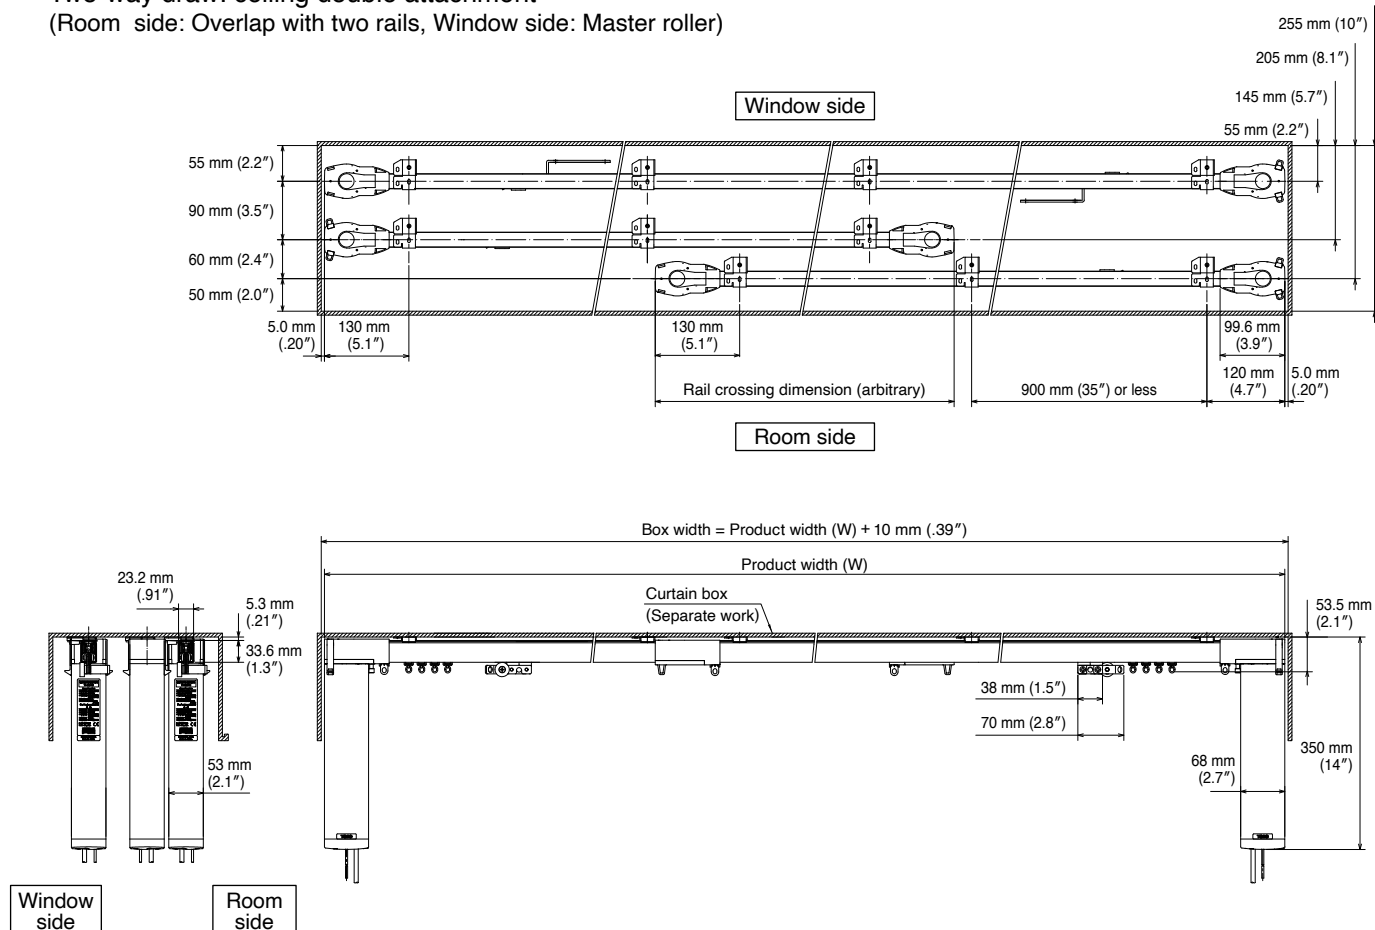 (Room side: Overlap with two rails, Window side: Master roller)
255 mm (10″)
205 mm (8.1″)
145 mm (5.7″)
55 mm (2.2″)
Window side
55 mm (2.2″)
90 mm (3.5″)
60 mm (2.4″)
50 mm (2.0″)
5.0 mm
(.20″)
130 mm
(5.1″)
130 mm
(5.1″)
99.6 mm
(3.9″)
120 mm
(4.7″)
5.0 mm
(.20″)
Rail crossing dimension (arbitrary)
900 mm (35″) or less
Room side
Box width = Product width (W) + 10 mm (.39″)
Product width (W)
Curtain box
(Separate work)
23.2 mm
(.91″)
5.3 mm
(.21″)
33.6 mm
(1.3″)
53 mm
(2.1″)
53.5 mm
(2.1″)
38 mm (1.5″)
70 mm (2.8″)
68 mm
(2.7″)
350 mm
(14″)
Window
side
Room
side